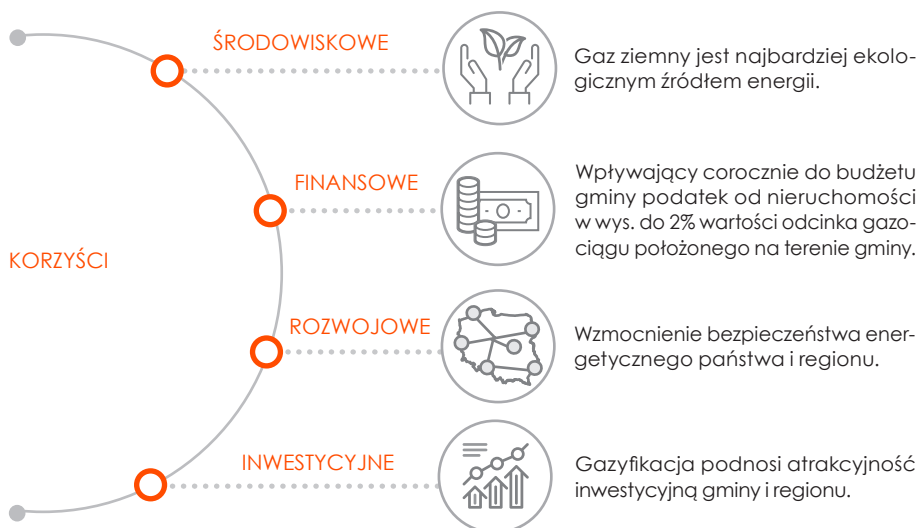 KORZYŚCI
ŚRODOWISKOWE
Gaz ziemny jest najbardziej ekolo-
gicznym źródłem energii.
FINANSOWE
Wpływający corocznie do budżetu
gminy podatek od nieruchomości
w wys. do 2% wartości odcinka gazo-
ciągu położonego na terenie gminy.
ROZWOJOWE
Wzmocnienie bezpieczeństwa ener-
getycznego państwa i regionu.
INWESTYCYJNE
Gazyfikacja podnosi atrakcyjność
inwestycyjną gminy i regionu.